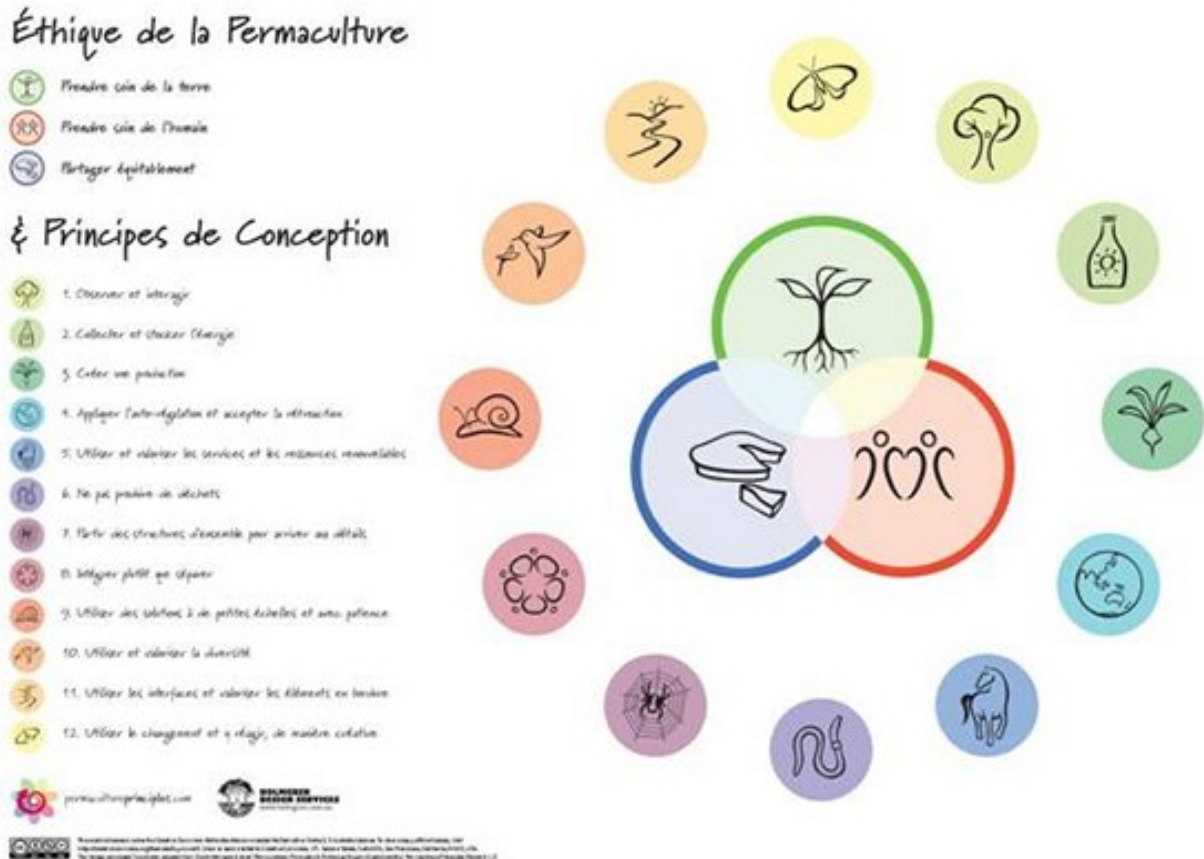 Éthique de la Permaculture
Prendre soin de la terre
Prendre soin de l'humain
Partager équitablement
& Principes de Conception
1. Observer et interagir
2. Collecter et stocker l'énergie
3. Créer une production
4. Appliquer l'auto-régulation et accepter la rétroaction
5. Utiliser et valoriser les services et les ressources renouvelables
6. Ne pas produire de déchets
7. Partir des structures d'ensemble pour arriver aux détails
8. Intégrer plutôt que séparer
9. Utiliser des solutions à de petites échelles et avec patience
10. Utiliser et valoriser la diversité
11. Utiliser les interfaces et valoriser les éléments en bordure
12. Utiliser le changement et y réagir de manière créative
permacultureprinciples.com
HOLMGREN
DESIGN SERVICES